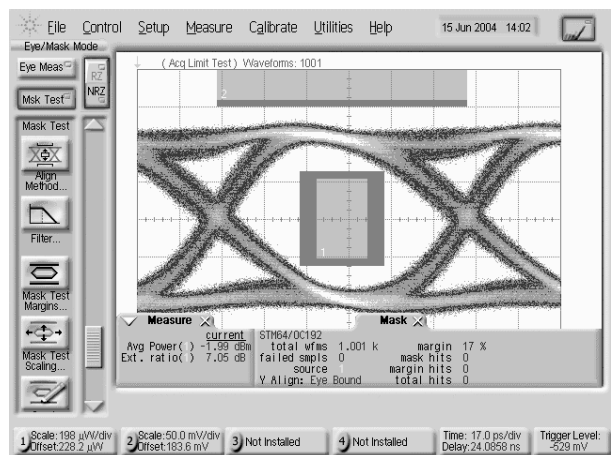 File Control Setup Measure Calibrate Utilities Help 15 Jun 2004 14:02
Eye/Mask Mode
Eye Meas
RZ
NRZ
Msk Test
( Acq Limit Test ) Waveforms: 1001
2
1
Mask Test
Align
Method...
Filter...
Mask Test
Margins...
Mask Test
Scaling...
Measure
current
Avg Power(1) -1.99 dBm
Ext. ratio(1) 7.05 dB
Mask
STM64/OC192
total wfms 1.001 k margin 17 %
failed smpls 0 mask hits 0
source 1 margin hits 0
Y Align: Eye Bound total hits 0
1 Scale:198 µW/div
Offset:228.2 µW
2 Scale:50.0 mV/div
Offset:183.6 mV
3 Not Installed
4 Not Installed
Time: 17.0 ps/div
Delay:24.0858 ns
Trigger Level:
-529 mV